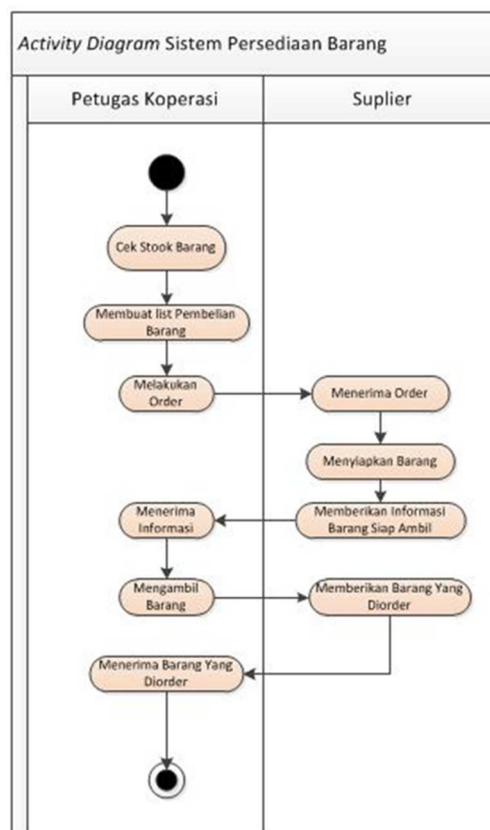 Activity Diagram Sistem Persediaan Barang
Petugas Koperasi
Suplier
Cek Stook Barang
Membuat list Pembelian
Barang
Melakukan
Order
Menerima Order
Menyiapkan Barang
Memberikan Informasi
Barang Siap Ambil
Menerima
Informasi
Mengambil
Barang
Memberikan Barang Yang
Diorder
Menerima Barang Yang
Diorder